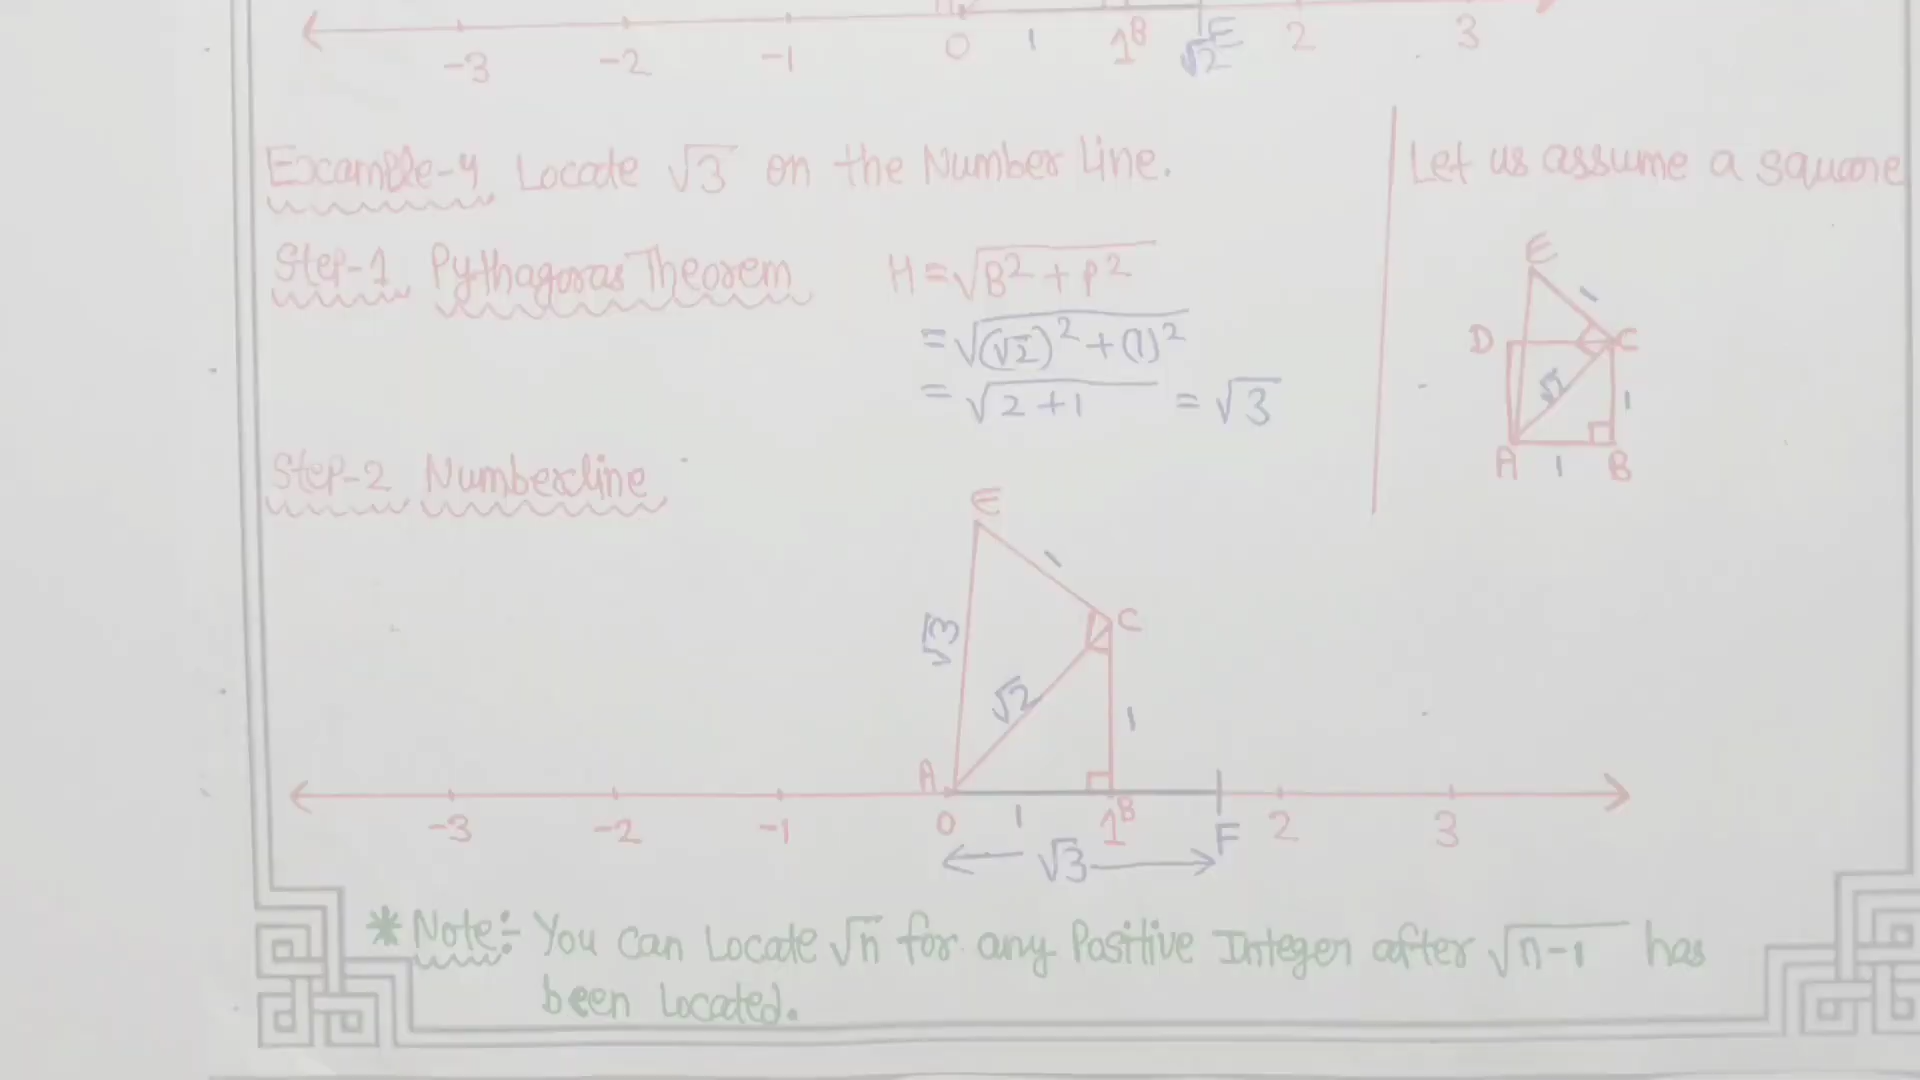 -3 -2 -1 0 1 1 B √2 E 2 3
Example-4 Locate √3 on the Number line.
Let us assume a square
Step-1 Pythagoras Theorem H = √B² + P²
= √(√2)² + (1)²
= √2+1 = √3
E
1
D C
√2 1
A 1 B
Step-2 Numberline
E
1
C
√3
√2
1
A
-3 -2 -1 0 1 1 B F 2 3
√3
*Note:- You can Locate √n for any Positive Integer after √n-1 has
been Located.